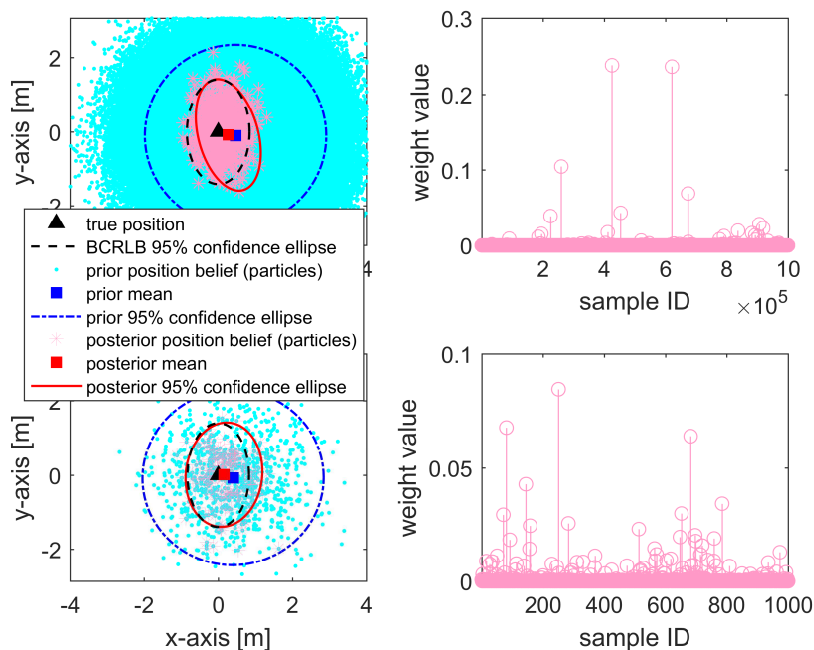 2
0
-2
y-axis [m]
4
0.3
0.2
0.1
0
weight value
2
4
6
8
10
sample ID
×10^5
true position
BCRLB 95% confidence ellipse
prior position belief (particles)
prior mean
prior 95% confidence ellipse
posterior position belief (particles)
posterior mean
posterior 95% confidence ellipse
2
0
-2
y-axis [m]
-4
-2
0
2
4
x-axis [m]
0.1
0.05
0
weight value
200
400
600
800
1000
sample ID